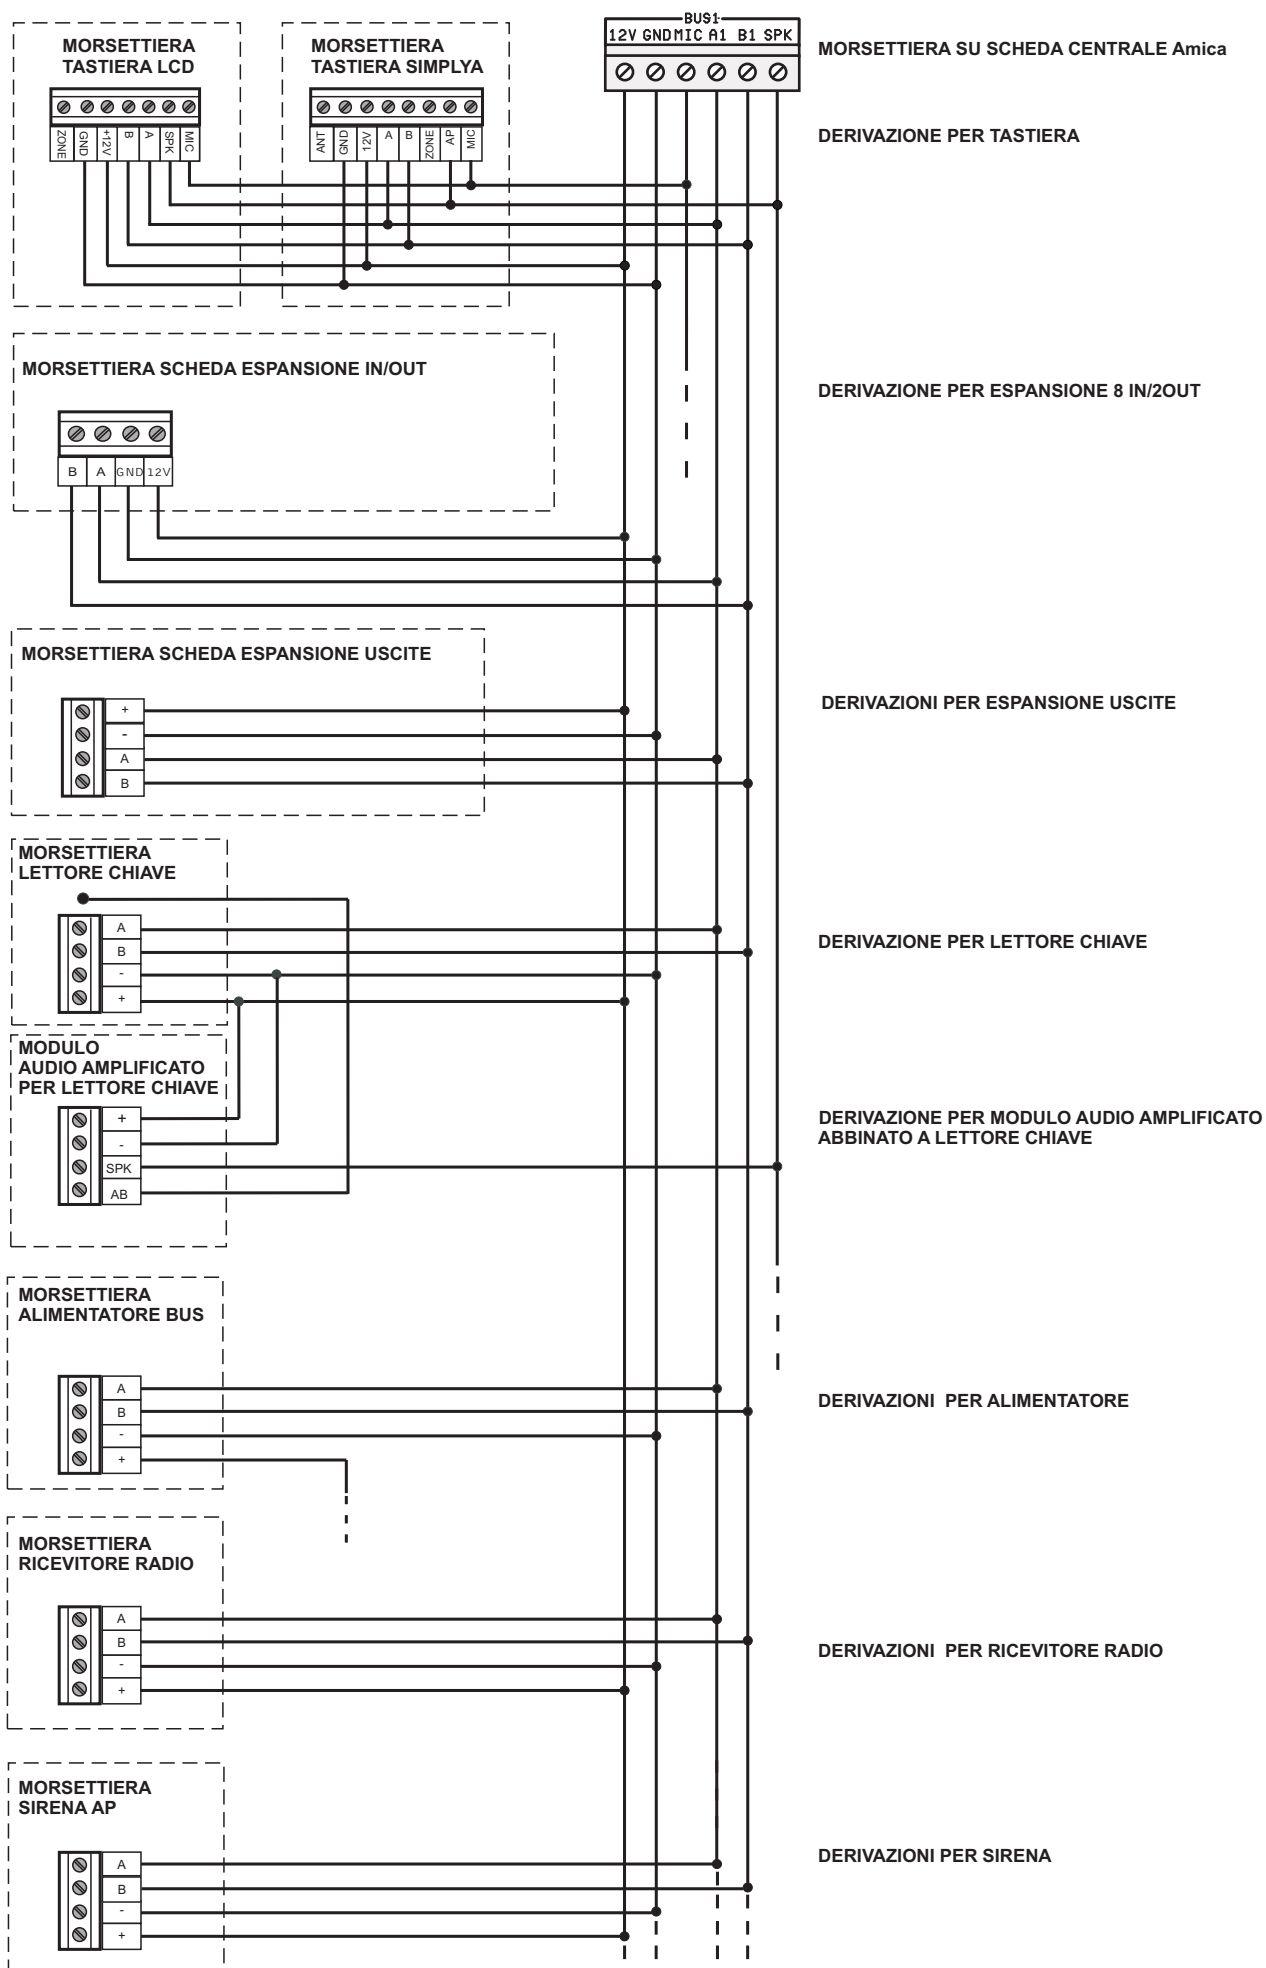 BUS1
12V GND MIC A1 B1 SPK
MORSETTIERA SU SCHEDA CENTRALE Amica
MORSETTIERA
TASTIERA LCD
ZONE GND +12V B A SPK MIC
MORSETTIERA
TASTIERA SIMPLYA
ANT GND 12V A B ZONE AP MIC
DERIVAZIONE PER TASTIERA
MORSETTIERA SCHEDA ESPANSIONE IN/OUT
B A GND 12V
DERIVAZIONE PER ESPANSIONE 8 IN/2OUT
MORSETTIERA SCHEDA ESPANSIONE USCITE
+
-
A
B
DERIVAZIONI PER ESPANSIONE USCITE
MORSETTIERA
LETTORE CHIAVE
A
B
-
+
DERIVAZIONE PER LETTORE CHIAVE
MODULO
AUDIO AMPLIFICATO
PER LETTORE CHIAVE
+
-
SPK
AB
DERIVAZIONE PER MODULO AUDIO AMPLIFICATO
ABBINATO A LETTORE CHIAVE
MORSETTIERA
ALIMENTATORE BUS
A
B
-
+
DERIVAZIONI PER ALIMENTATORE
MORSETTIERA
RICEVITORE RADIO
A
B
-
+
DERIVAZIONI PER RICEVITORE RADIO
MORSETTIERA
SIRENA AP
A
B
-
+
DERIVAZIONI PER SIRENA